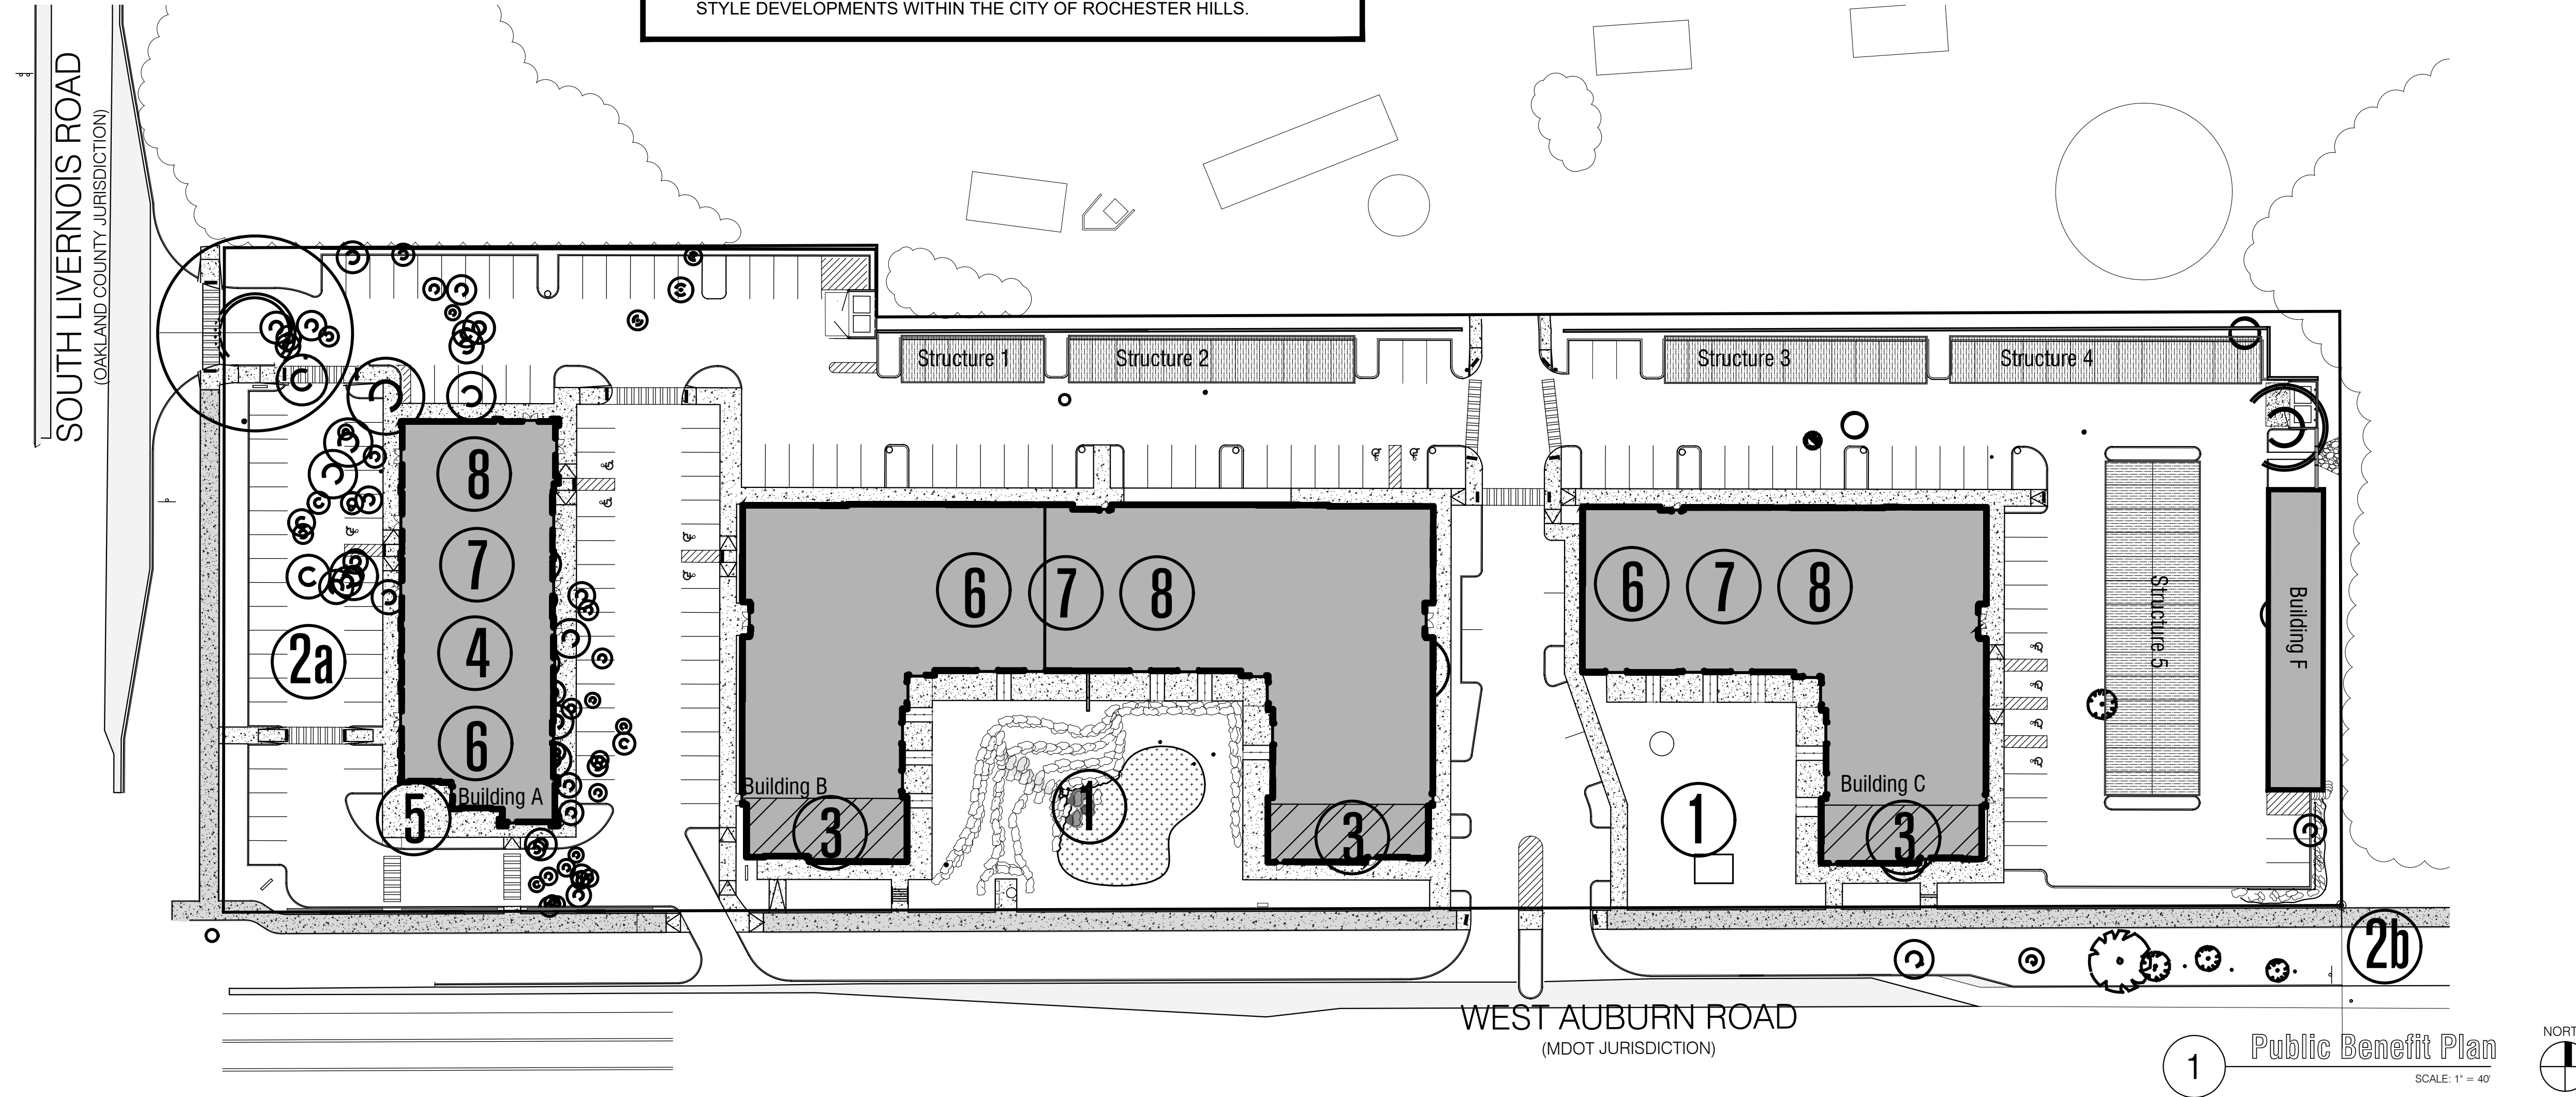 STYLE DEVELOPMENTS WITHIN THE CITY OF ROCHESTER HILLS.
SOUTH LIVERNOIS ROAD
(OAKLAND COUNTY JURISDICTION)
Structure 1
Structure 2
Structure 3
Structure 4
8
7
4
6
2a
5
Building A
6
7
8
Building B
3
1
3
6
7
8
Building C
1
3
Structure 5
Building F
2b
WEST AUBURN ROAD
(MDOT JURISDICTION)
1
Public Benefit Plan
SCALE: 1" = 40'